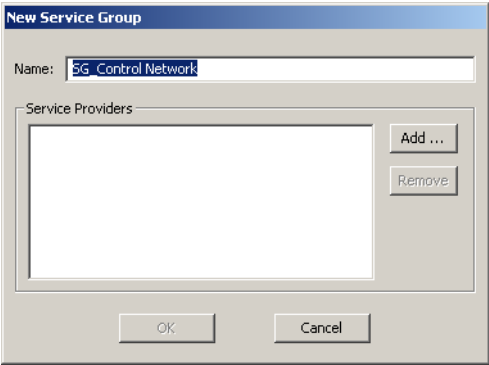 New Service Group
Name: SG_Control Network
Service Providers
Add ...
Remove
OK Cancel